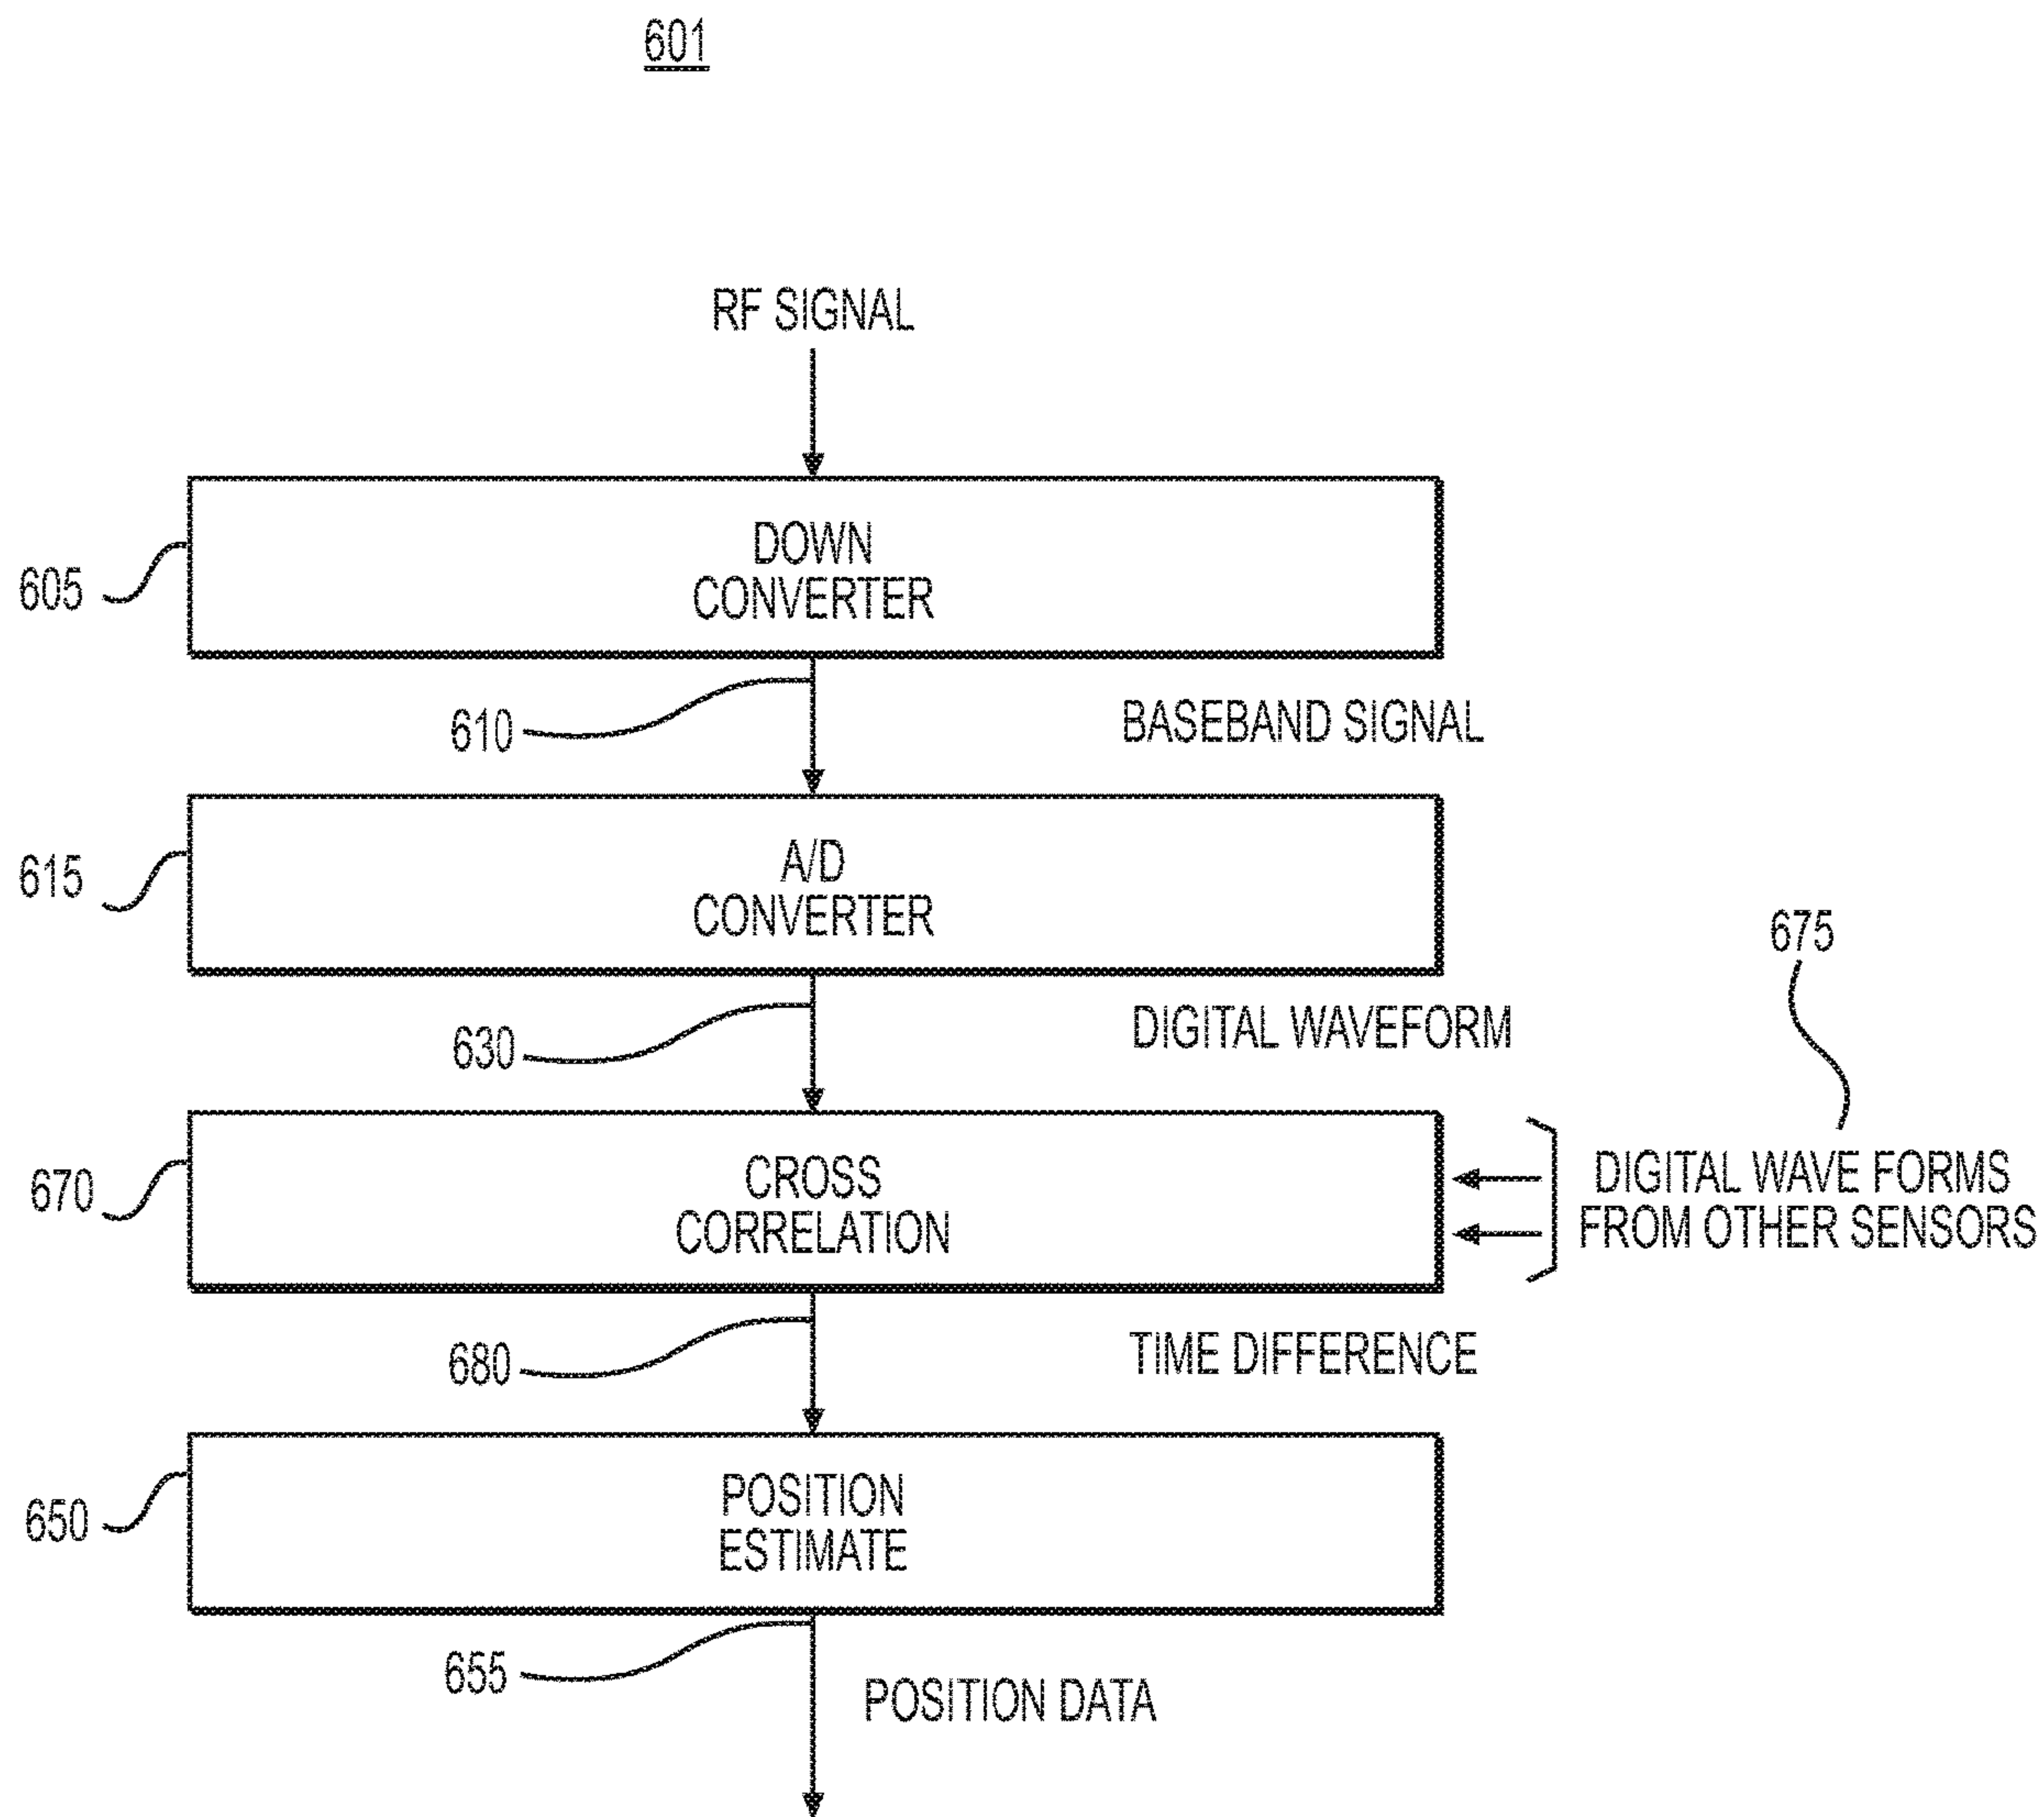 601
RF SIGNAL
DOWN
CONVERTER
605
610
BASEBAND SIGNAL
A/D
CONVERTER
615
675
630
DIGITAL WAVEFORM
CROSS
CORRELATION
670
DIGITAL WAVE FORMS
FROM OTHER SENSORS
680
TIME DIFFERENCE
POSITION
ESTIMATE
650
655
POSITION DATA